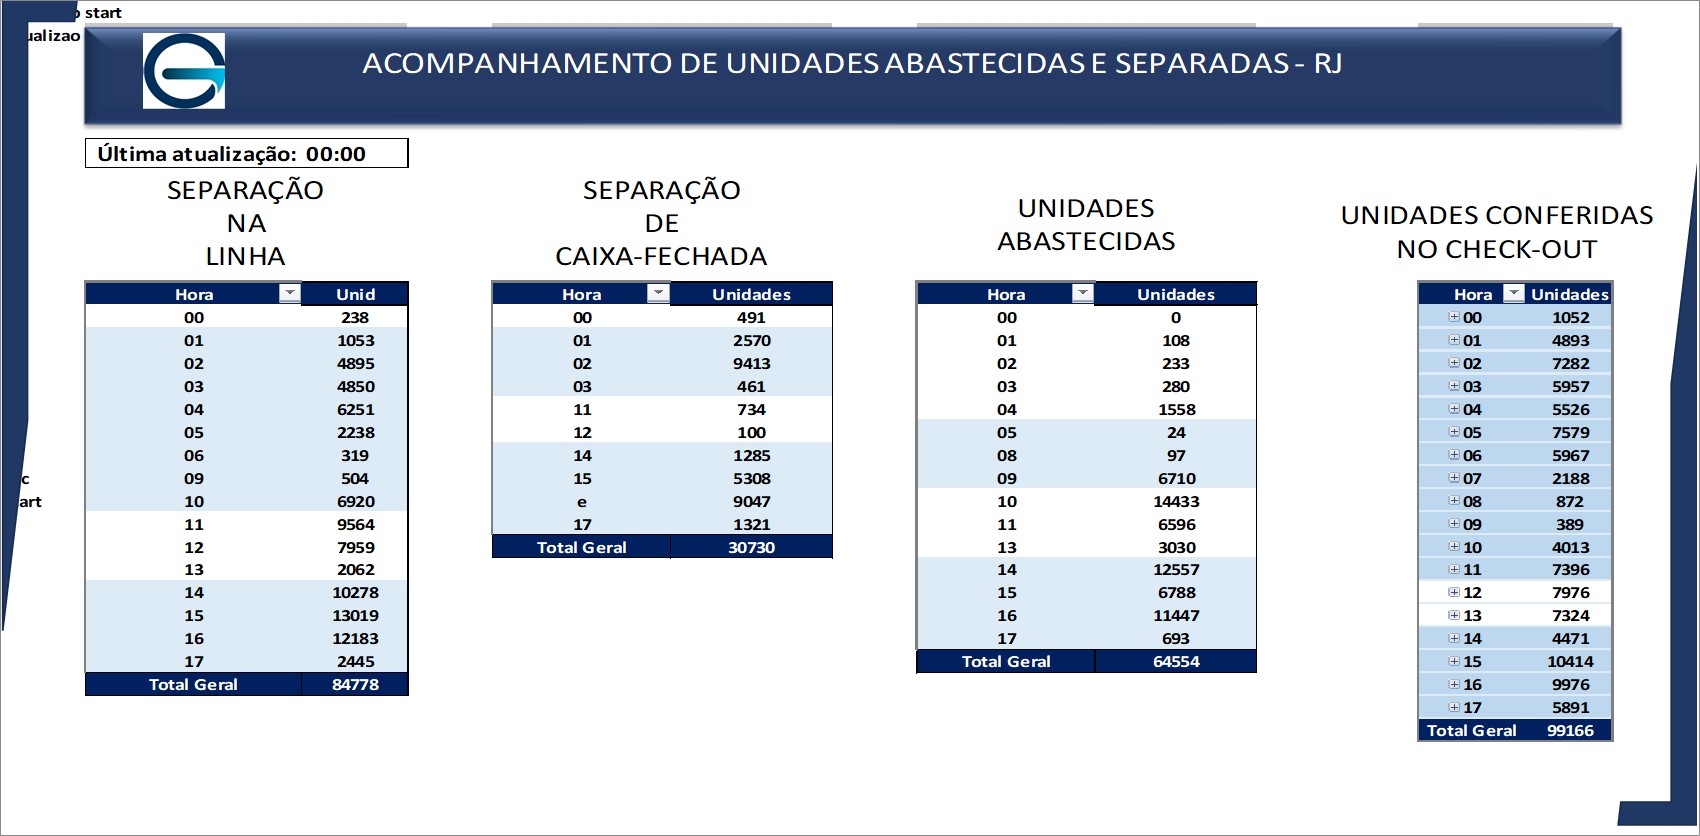 start
ualizao
ACOMPANHAMENTO DE UNIDADES ABASTECIDAS E SEPARADAS - RJ
Última atualização: 00:00
SEPARAÇÃO
NA
LINHA
Hora Unid
00 238
01 1053
02 4895
03 4850
04 6251
05 2238
06 319
09 504
10 6920
11 9564
12 7959
13 2062
14 10278
15 13019
16 12183
17 2445
Total Geral 84778
SEPARAÇÃO
DE
CAIXA-FECHADA
Hora Unidades
00 491
01 2570
02 9413
03 461
11 734
12 100
14 1285
15 5308
e 9047
17 1321
Total Geral 30730
UNIDADES
ABASTECIDAS
Hora Unidades
00 0
01 108
02 233
03 280
04 1558
05 24
08 97
09 6710
10 14433
11 6596
13 3030
14 12557
15 6788
16 11447
17 693
Total Geral 64554
UNIDADES CONFERIDAS
NO CHECK-OUT
Hora Unidades
00 1052
01 4893
02 7282
03 5957
04 5526
05 7579
06 5967
07 2188
08 872
09 389
10 4013
11 7396
12 7976
13 7324
14 4471
15 10414
16 9976
17 5891
Total Geral 99166
c
art